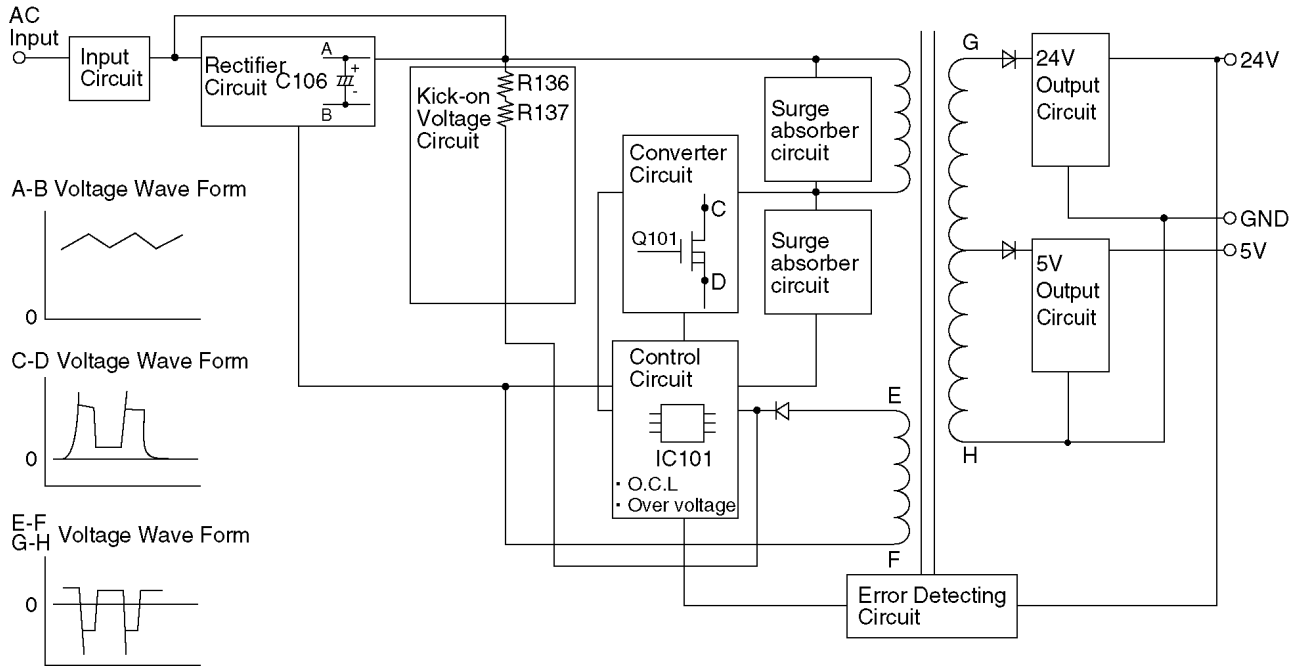 AC
Input
Input
Circuit
Rectifier
Circuit
C106
A
+
-
B
Kick-on
Voltage
Circuit
R136
R137
Converter
Circuit
C
Q101
D
Surge
absorber
circuit
Surge
absorber
circuit
Control
Circuit
IC101
· O.C.L
· Over voltage
E
F
G
H
24V
Output
Circuit
24V
GND
5V
5V
Output
Circuit
Error Detecting
Circuit
A-B Voltage Wave Form
0
C-D Voltage Wave Form
0
E-F
G-H Voltage Wave Form
0